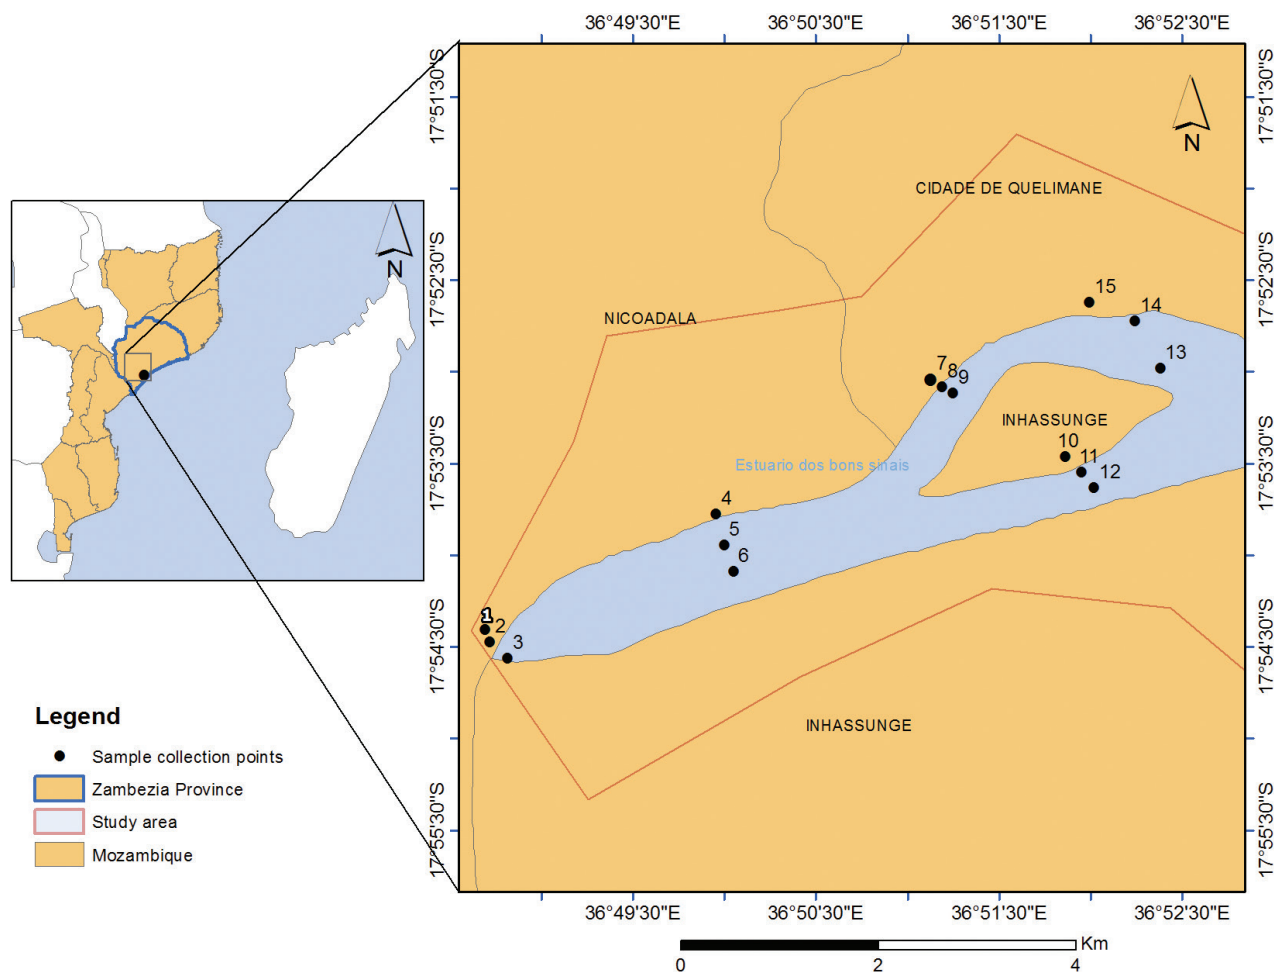 36°49'30"E 36°50'30"E 36°51'30"E 36°52'30"E
17°51'30"S 17°51'30"S
N
CIDADE DE QUELIMANE
N
17°52'30"S 17°52'30"S
15
14
NICOADALA
13
7
8
9
INHASSUNGE
10
11
Estuario dos bons sinais
17°53'30"S 17°53'30"S
12
4
5
6
1
2
3
17°54'30"S 17°54'30"S
INHASSUNGE
Legend
Sample collection points
Zambezia Province
Study area
Mozambique
17°55'30"S 17°55'30"S
36°49'30"E 36°50'30"E 36°51'30"E 36°52'30"E
Km
0 2 4